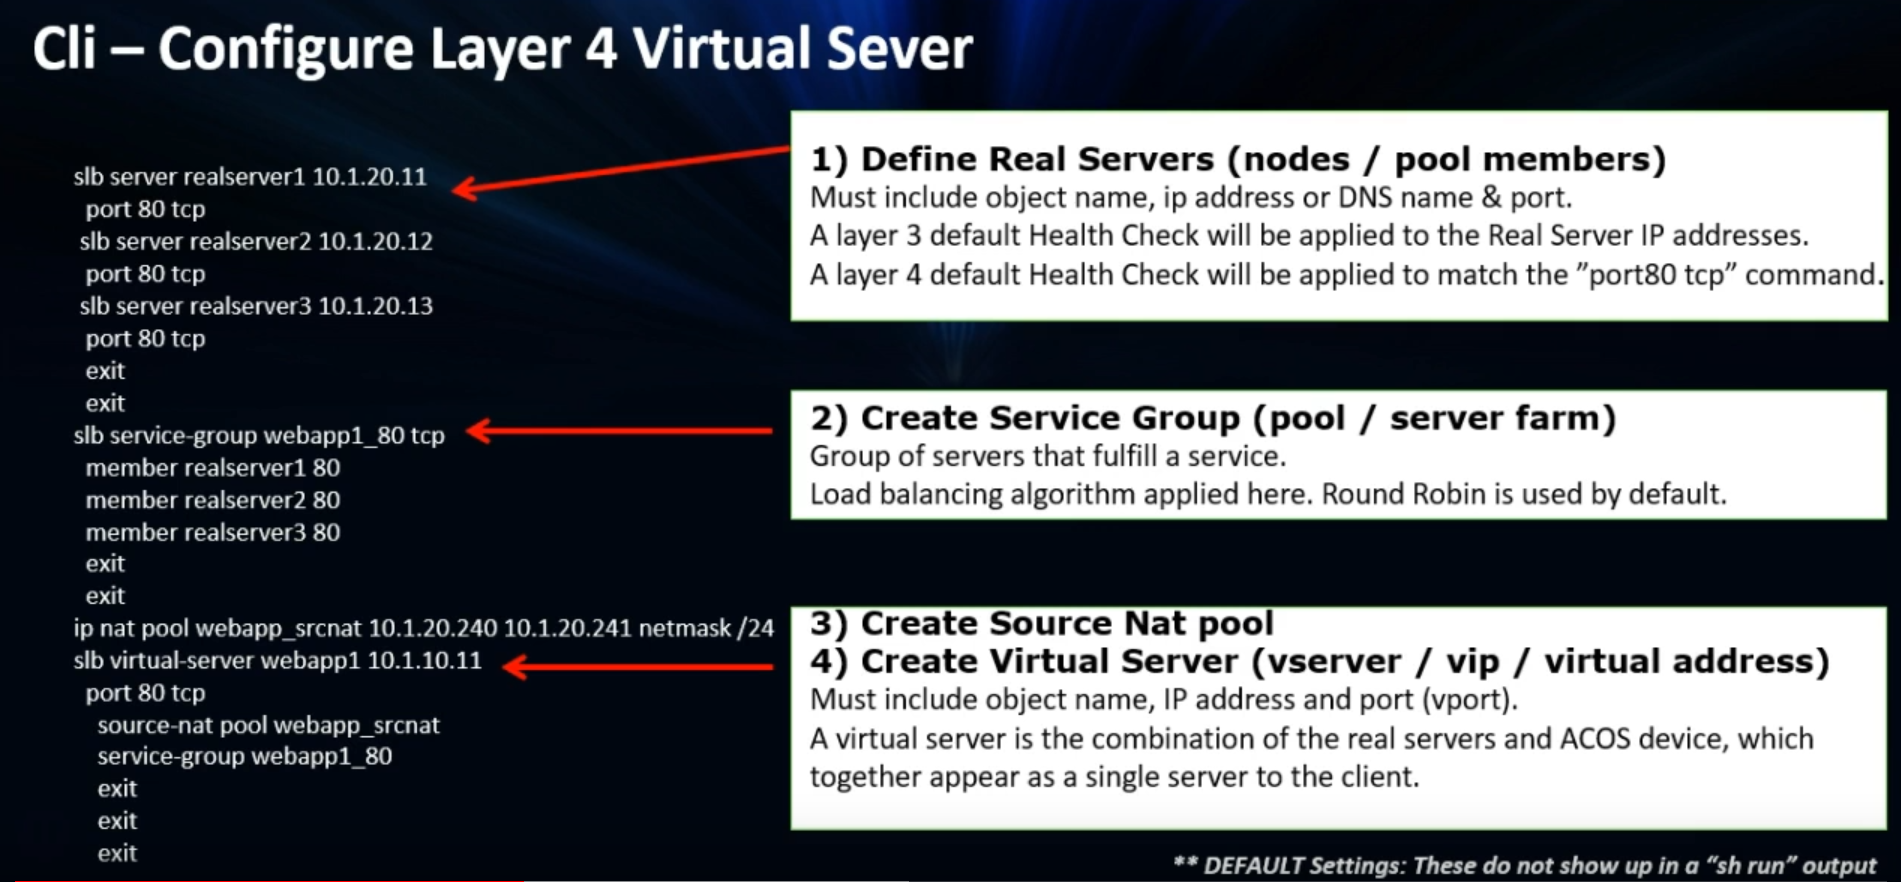 Cli – Configure Layer 4 Virtual Sever
slb server realserver1 10.1.20.11
port 80 tcp
slb server realserver2 10.1.20.12
port 80 tcp
slb server realserver3 10.1.20.13
port 80 tcp
exit
exit
slb service-group webapp1_80 tcp
member realserver1 80
member realserver2 80
member realserver3 80
exit
exit
ip nat pool webapp_srcnat 10.1.20.240 10.1.20.241 netmask /24
slb virtual-server webapp1 10.1.10.11
port 80 tcp
source-nat pool webapp_srcnat
service-group webapp1_80
exit
exit
exit
1) Define Real Servers (nodes / pool members)
Must include object name, ip address or DNS name & port.
A layer 3 default Health Check will be applied to the Real Server IP addresses.
A layer 4 default Health Check will be applied to match the ”port80 tcp” command.
2) Create Service Group (pool / server farm)
Group of servers that fulfill a service.
Load balancing algorithm applied here. Round Robin is used by default.
3) Create Source Nat pool
4) Create Virtual Server (vserver / vip / virtual address)
Must include object name, IP address and port (vport).
A virtual server is the combination of the real servers and ACOS device, which
together appear as a single server to the client.
** DEFAULT Settings: These do not show up in a “sh run” output